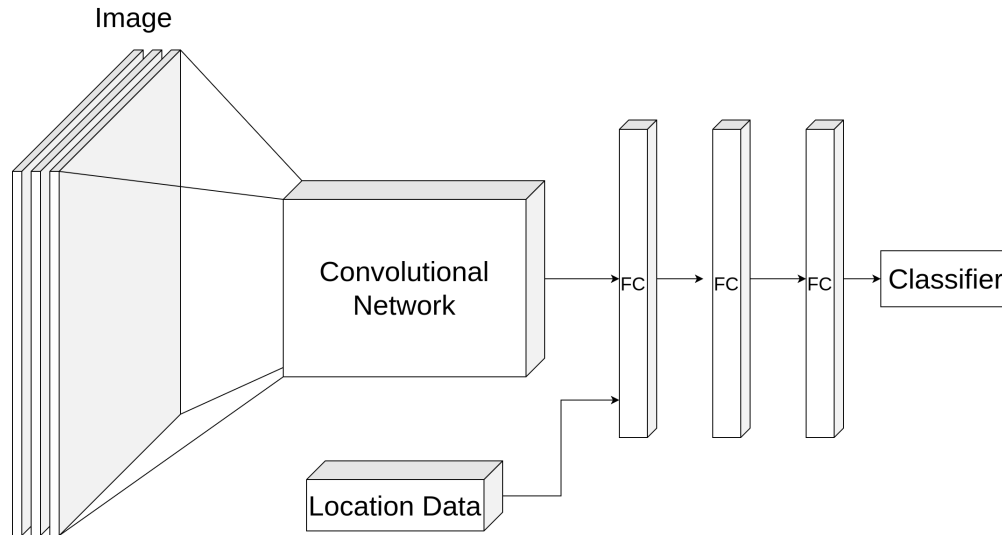 Image
Convolutional
Network
FC
FC
FC
Classifier
Location Data